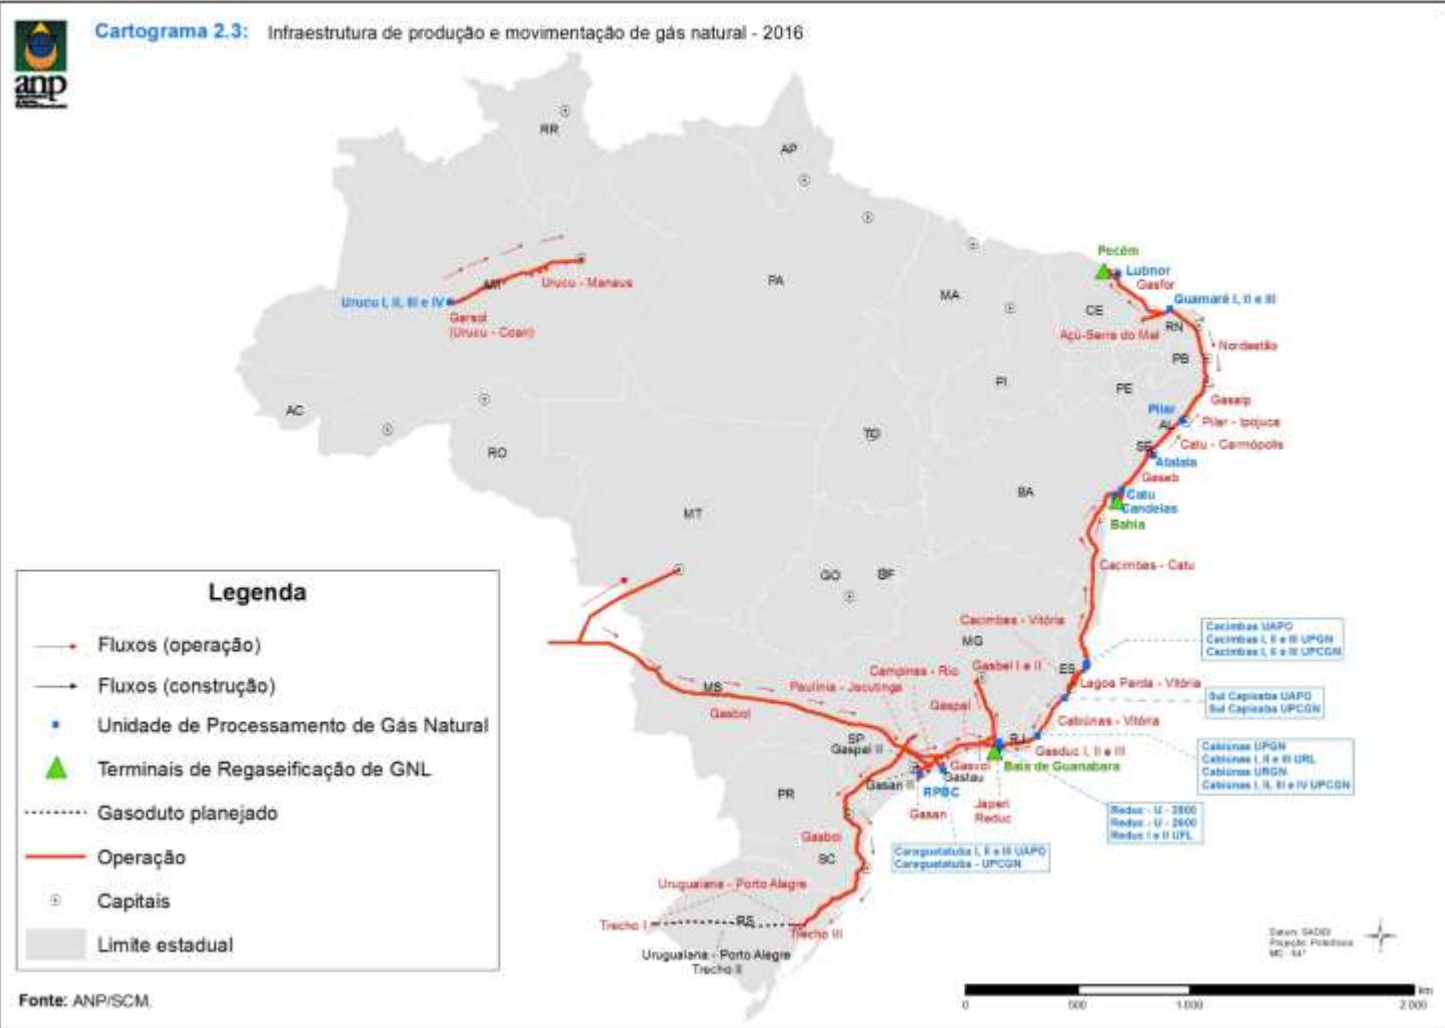 Cartograma 2.3: Infraestrutura de produção e movimentação de gás natural - 2016
anp
RR
AP
Pecém
Lubnor
Gasfor
PA
MA
CE
Guamaré I, II e III
RN
Açú-Serra do Mel
Nordestão
PB
AM
Urucu - Manaus
Urucu I, II, III e IV
Garsol
(Urucu - Coari)
PI
PE
Gasalp
AC
Pilar
AL
Pilar - Ipojuca
TO
SE
Catu - Carmópolis
RO
Atalaia
Gaseb
BA
Catu
Candeias
Bahia
MT
Cacimbas - Catu
GO
DF
Cacimbas - Vitória
MG
Cacimbas UAPO
Cacimbas I, II e III UPGN
Cacimbas I, II e III UPCGN
Campinas - Rio
Gasbel I e II
ES
Lagoa Parda - Vitória
Paulínia - Jacutinga
MS
Gasbol
Gaspal
Sul Capixaba UAPO
Sul Capixaba UPCGN
Cabiúnas - Vitória
SP
Gaspal II
RJ
Gasduc I, II e III
Gasvol
Baía de Guanabara
Cabiúnas UPGN
Cabiúnas I, II e III URL
Cabiúnas URGN
Cabiúnas I, II, III e IV UPCGN
Gasan II
Gastau
RPBC
PR
Gasan
Japeri
Reduc
Reduc - U - 2500
Reduc - U - 2600
Reduc I e II UFL
Gasbol
Caraguatatuba I, II e III UAPO
Caraguatatuba - UPCGN
SC
Uruguaiana - Porto Alegre
Trecho I
RS
Trecho III
Uruguaiana - Porto Alegre
Trecho II
Legenda
Fluxos (operação)
Fluxos (construção)
Unidade de Processamento de Gás Natural
Terminais de Regaseificação de GNL
Gasoduto planejado
Operação
Capitais
Limite estadual
Fonte: ANP/SCM.
Datum: SAD69
Projeção: Policônica
MC: -54°
km
0 500 1.000 2.000